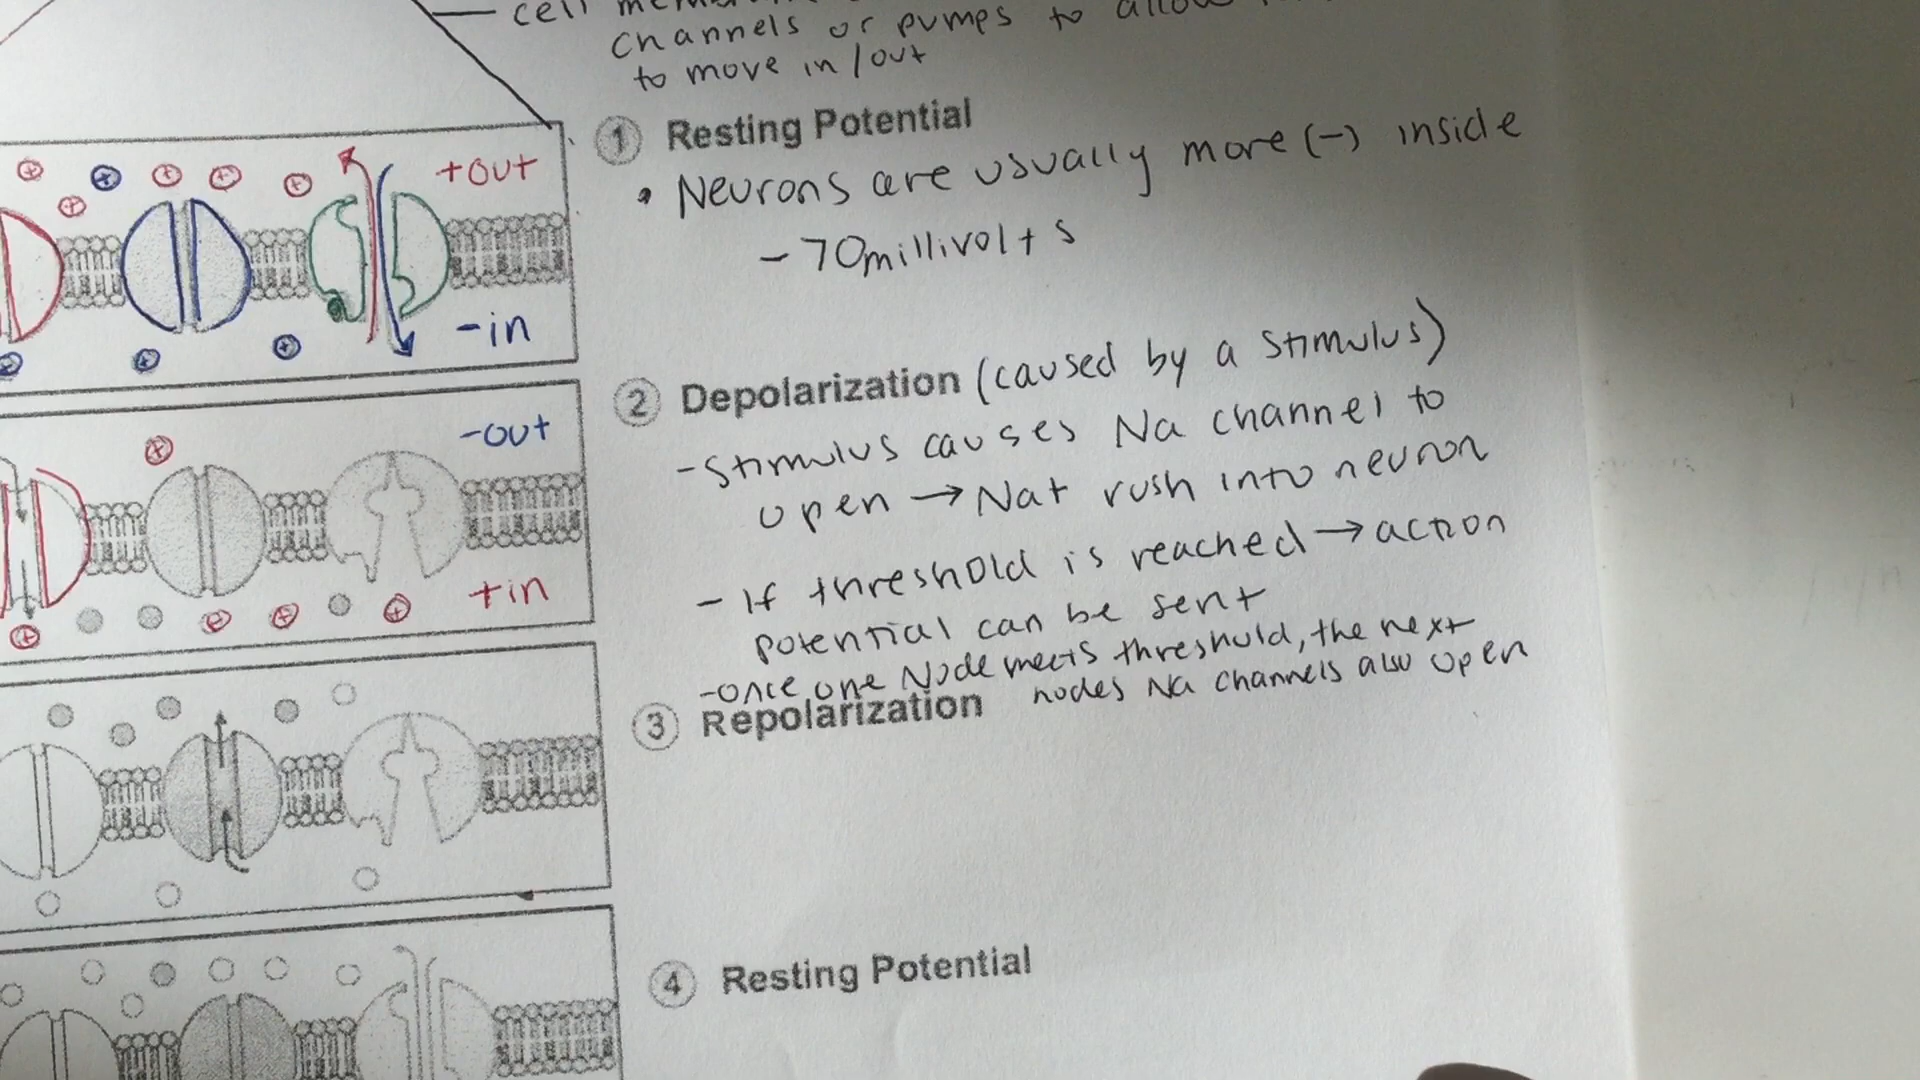 cell
channels or pumps to allow
to move in/out
1 Resting Potential
• Neurons are usually more (-) inside
-70millivolts
+out
-in
2 Depolarization (caused by a stimulus)
-Stimulus causes Na channel to
open → Na+ rush into neuron
- If threshold is reached → action
potential can be sent
-once one Node meets threshold, the next
nodes Na channels also open
-out
+in
3 Repolarization
4 Resting Potential